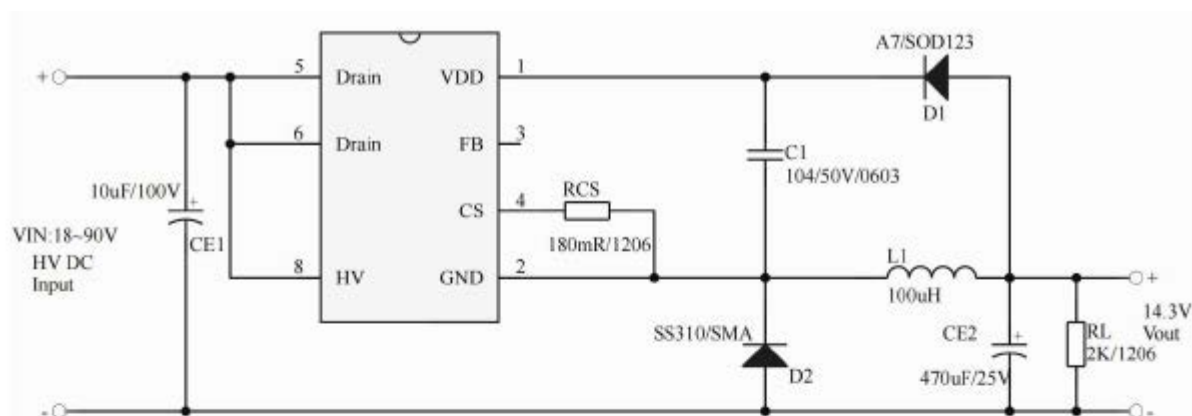 A7/SOD123
+
5
Drain
VDD
1
D1
6
Drain
FB
3
C1
104/50V/0603
10uF/100V
+
RCS
CS
4
VIN:18~90V
CE1
180mR/1206
HV DC
Input
8
HV
GND
2
L1
+
100uH
14.3V
SS310/SMA
CE2
+
RL
Vout
2K/1206
D2
470uF/25V
-
-